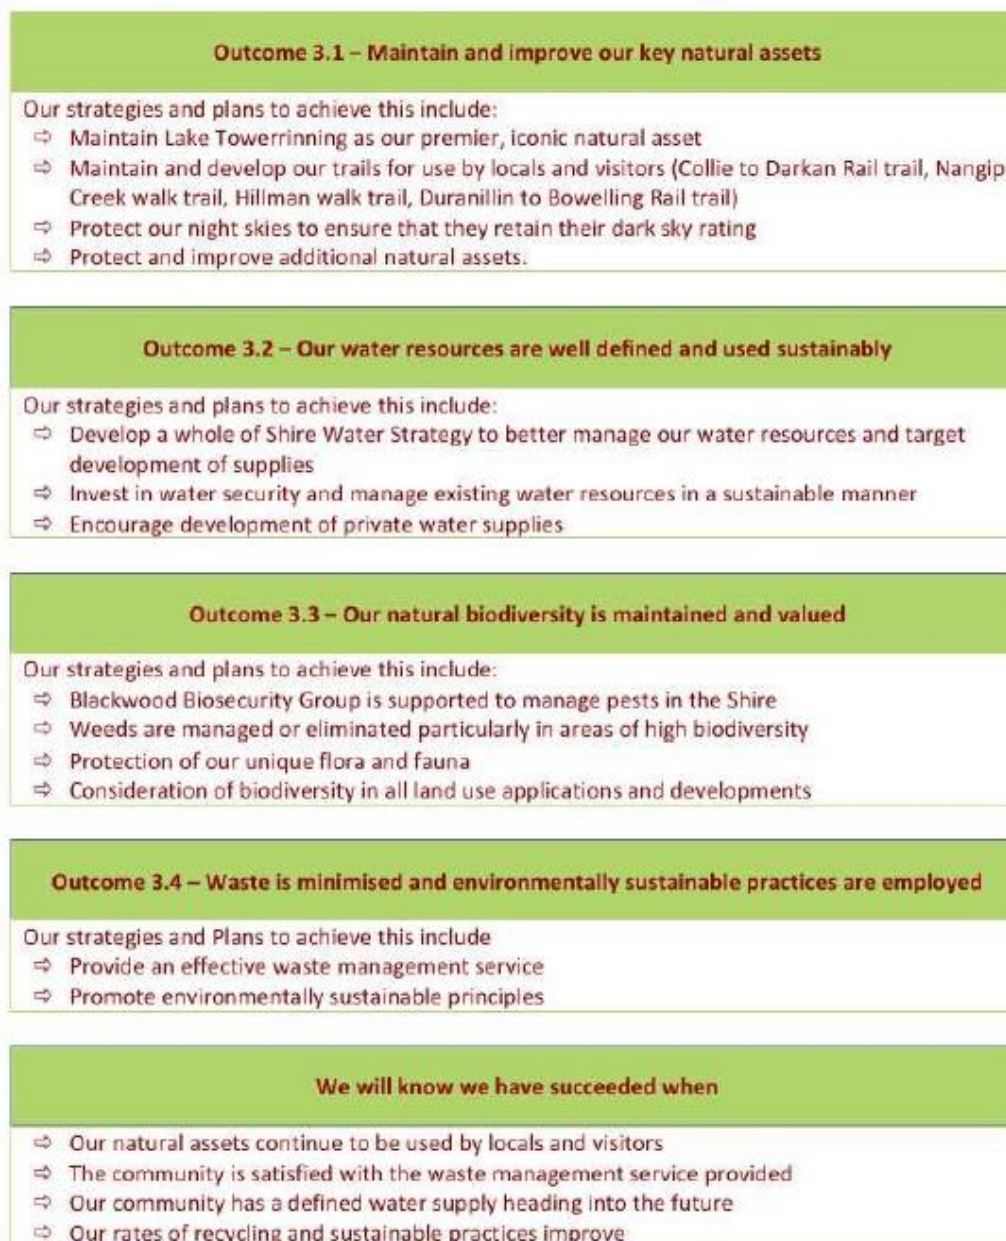 Outcome 3.1 – Maintain and improve our key natural assets
Our strategies and plans to achieve this include:
⇨ Maintain Lake Towerrinning as our premier, iconic natural asset
⇨ Maintain and develop our trails for use by locals and visitors (Collie to Darkan Rail trail, Nangip
Creek walk trail, Hillman walk trail, Duranillin to Bowelling Rail trail)
⇨ Protect our night skies to ensure that they retain their dark sky rating
⇨ Protect and improve additional natural assets.
Outcome 3.2 – Our water resources are well defined and used sustainably
Our strategies and plans to achieve this include:
⇨ Develop a whole of Shire Water Strategy to better manage our water resources and target
development of supplies
⇨ Invest in water security and manage existing water resources in a sustainable manner
⇨ Encourage development of private water supplies
Outcome 3.3 – Our natural biodiversity is maintained and valued
Our strategies and plans to achieve this include:
⇨ Blackwood Biosecurity Group is supported to manage pests in the Shire
⇨ Weeds are managed or eliminated particularly in areas of high biodiversity
⇨ Protection of our unique flora and fauna
⇨ Consideration of biodiversity in all land use applications and developments
Outcome 3.4 – Waste is minimised and environmentally sustainable practices are employed
Our strategies and Plans to achieve this include
⇨ Provide an effective waste management service
⇨ Promote environmentally sustainable principles
We will know we have succeeded when
⇨ Our natural assets continue to be used by locals and visitors
⇨ The community is satisfied with the waste management service provided
⇨ Our community has a defined water supply heading into the future
⇨ Our rates of recycling and sustainable practices improve